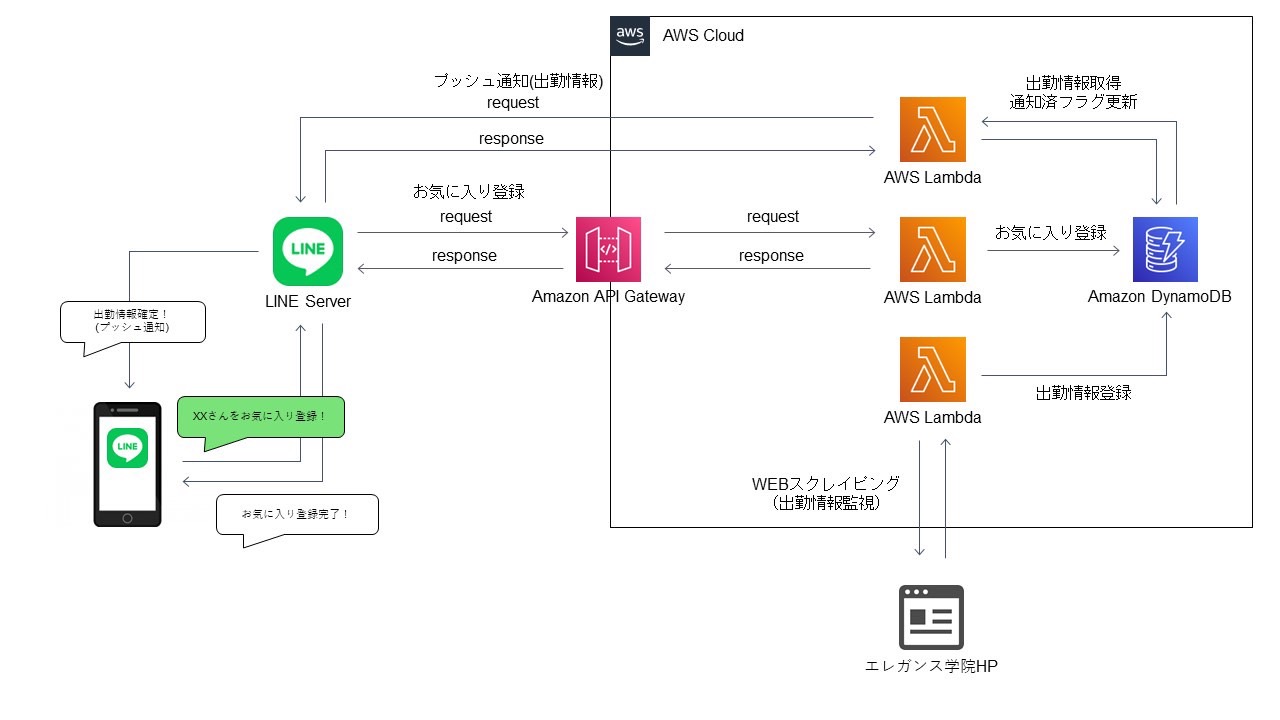 aws
AWS Cloud
プッシュ通知(出勤情報)
request
response
出勤情報取得
通知済フラグ更新
AWS Lambda
お気に入り登録
request
response
request
response
お気に入り登録
LINE
LINE Server
Amazon API Gateway
AWS Lambda
Amazon DynamoDB
出勤情報確定！
(プッシュ通知)
XXさんをお気に入り登録！
LINE
お気に入り登録完了！
AWS Lambda
出勤情報登録
WEBスクレイピング
（出勤情報監視）
エレガンス学院HP